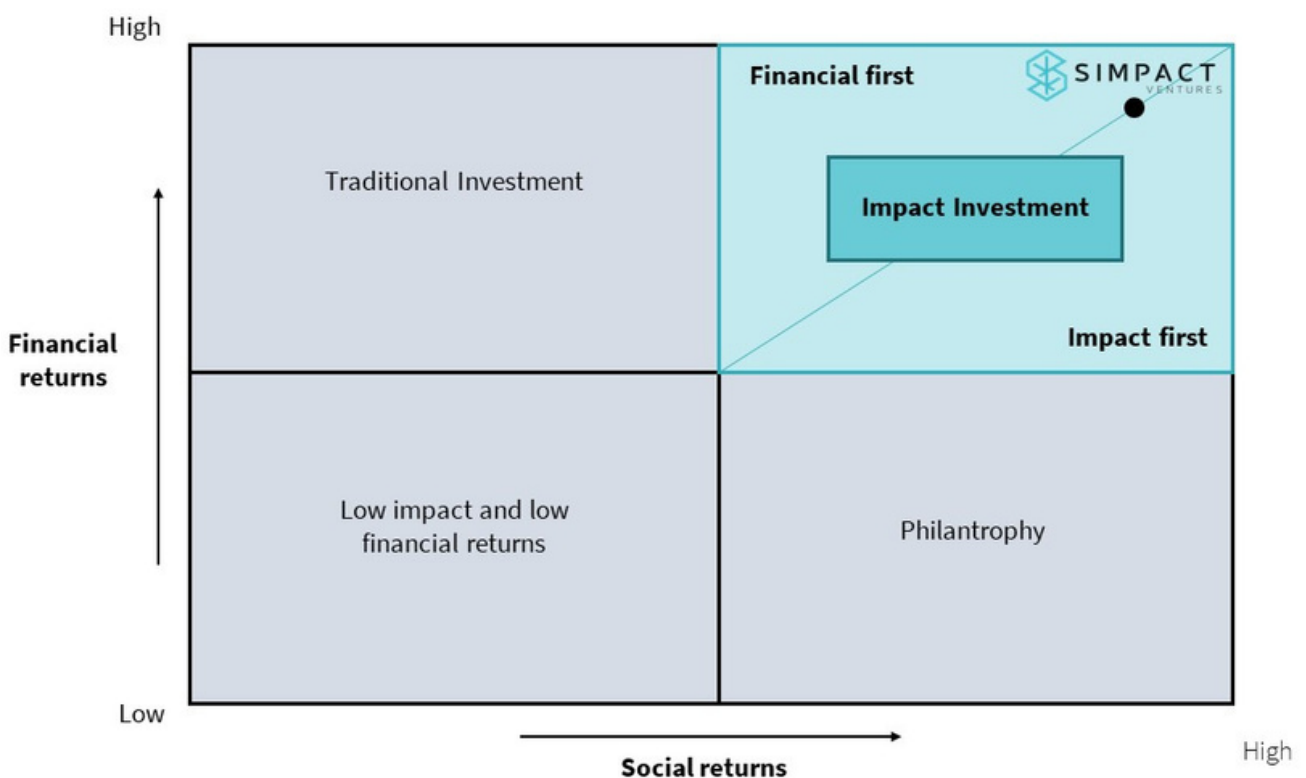 High
Financial first
SIMPACT
VENTURES
Traditional Investment
Impact Investment
Impact first
Financial
returns
Low impact and low
financial returns
Philantrophy
Low
High
Social returns